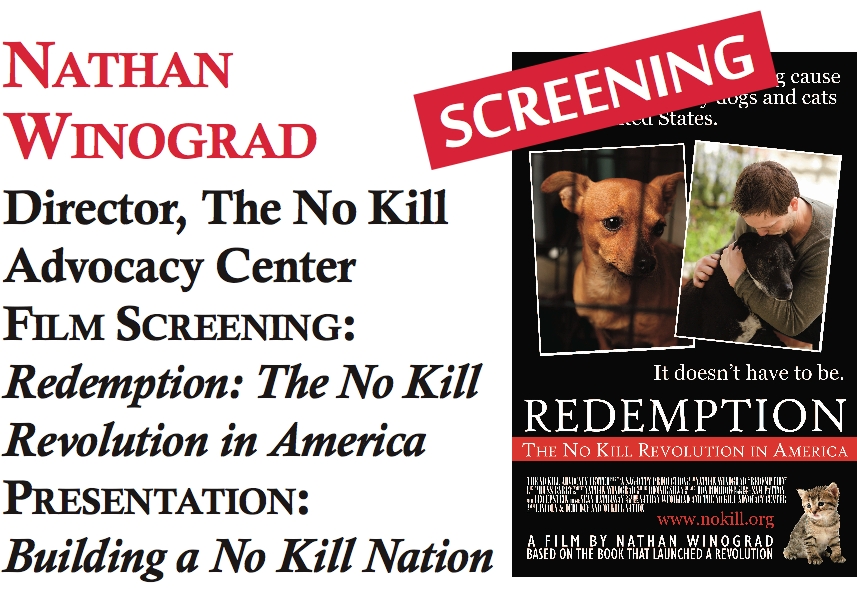 NATHAN
WINOGRAD
Director, The No Kill
Advocacy Center
FILM SCREENING:
Redemption: The No Kill
Revolution in America
PRESENTATION:
Building a No Kill Nation
SCREENING
cause
dogs and cats
States.
It doesn't have to be.
REDEMPTION
THE NO KILL REVOLUTION IN AMERICA
www.nokill.org
A FILM BY NATHAN WINOGRAD
BASED ON THE BOOK THAT LAUNCHED A REVOLUTION